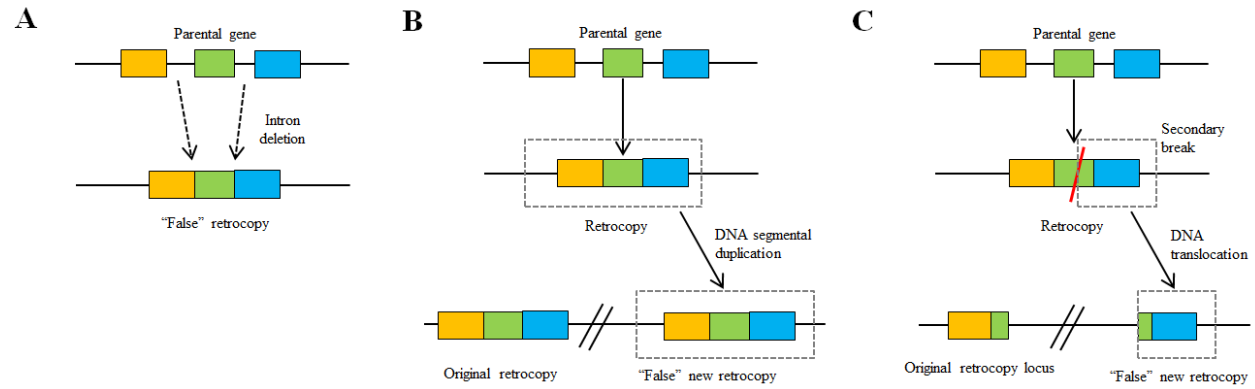 A
Parental gene
Intron
deletion
“False” retrocopy
B
Parental gene
Retrocopy
DNA segmental
duplication
Original retrocopy
“False” new retrocopy
C
Parental gene
Secondary
break
Retrocopy
DNA
translocation
Original retrocopy locus
“False” new retrocopy